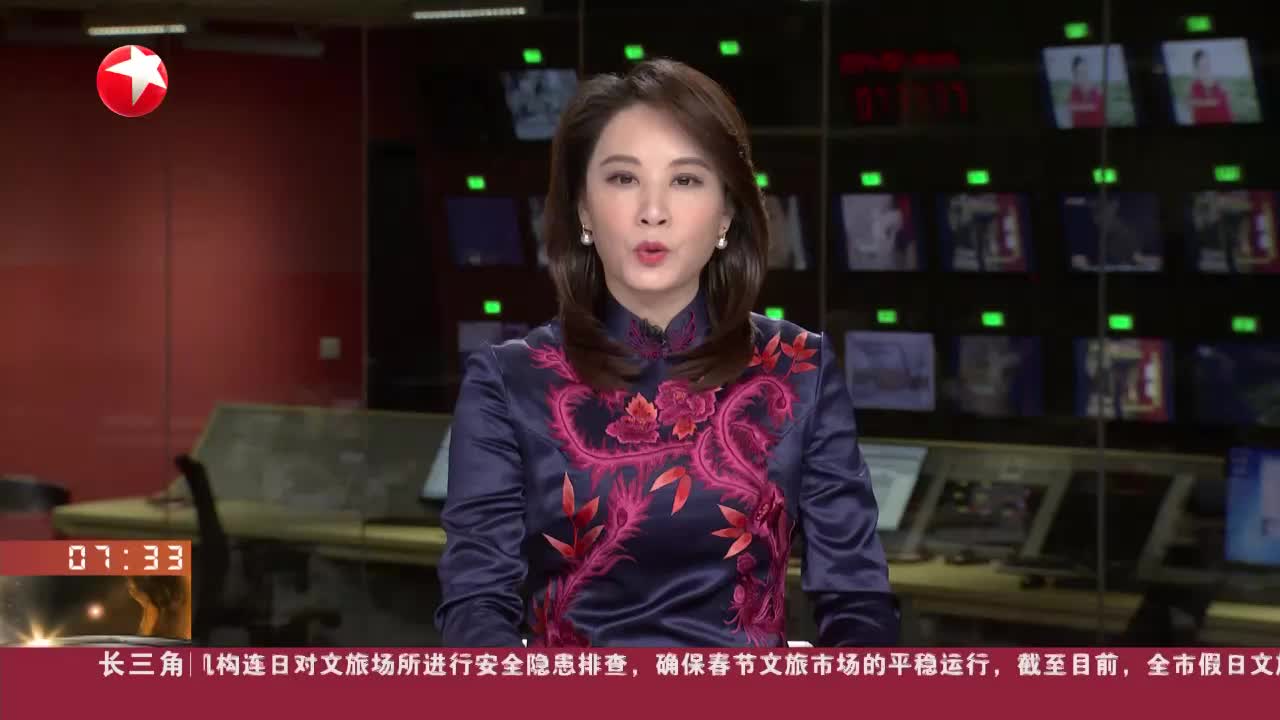 07:33
长三角 机构连日对文旅场所进行安全隐患排查，确保春节文旅市场的平稳运行，截至目前，全市假日文